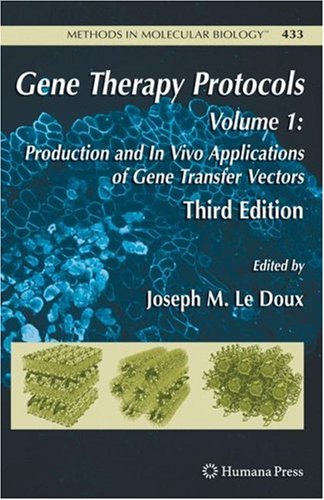 METHODS IN MOLECULAR BIOLOGY™ 433
Gene Therapy Protocols
Volume 1:
Production and In Vivo Applications
of Gene Transfer Vectors
Third Edition
Edited by
Joseph M. Le Doux
Humana Press